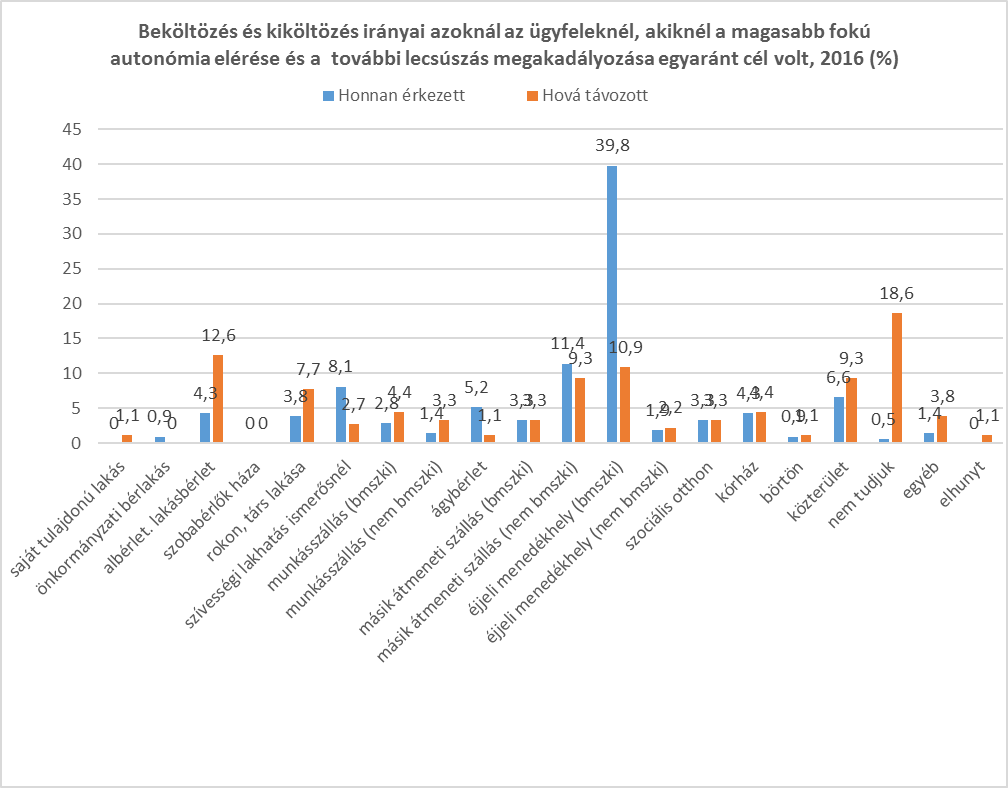 Beköltözés és kiköltözés irányai azoknál az ügyfeleknél, akiknél a magasabb fokú
autonómia elérése és a további lecsúszás megakadályozása egyaránt cél volt, 2016 (%)
Honnan érkezett
Hová távozott
45
40
35
30
25
20
15
10
5
0
0 1,1
0,9 0
4,3 12,6
0 0
3,8 7,7
8,1 2,7
2,8 4,4
1,4 3,3
5,2 1,1
3,3 3,3
11,4 9,3
39,8 10,9
1,9 2,2
3,3 3,3
4,3 4,4
0,9 1,1
6,6 9,3
0,5 18,6
1,4 3,8
0 1,1
saját tulajdonú lakás
önkormányzati bérlakás
albérlet. lakásbérlet
szobabérlők háza
rokon, társ lakása
szívességi lakhatás ismerősnél
munkásszállás (bmszki)
munkásszállás (nem bmszki)
ágybérlet
másik átmeneti szállás (bmszki)
másik átmeneti szállás (nem bmszki)
éjjeli menedékhely (bmszki)
éjjeli menedékhely (nem bmszki)
szociális otthon
kórház
börtön
közterület
nem tudjuk
egyéb
elhunyt